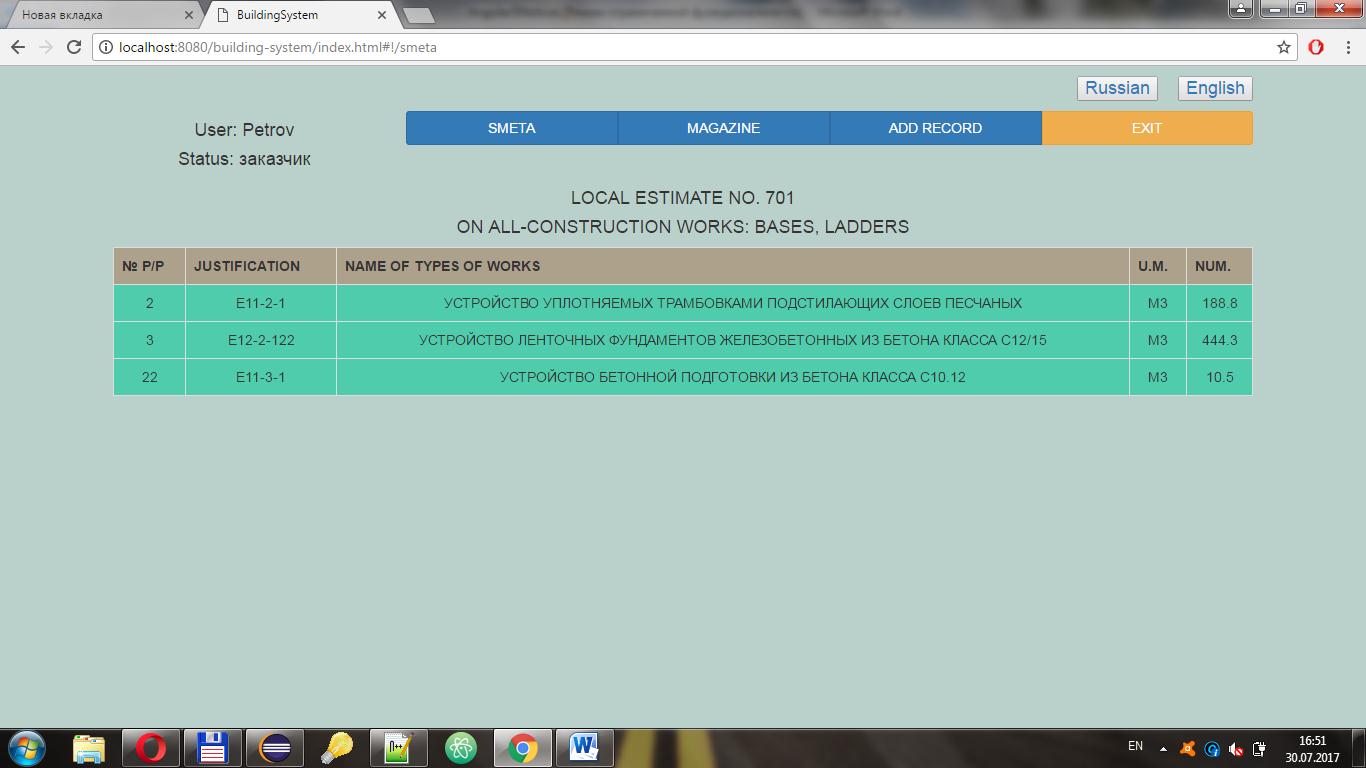 Новая вкладка
BuildingSystem
localhost:8080/building-system/index.html#!/smeta
Russian English
User: Petrov
Status: заказчик
SMETA MAGAZINE ADD RECORD EXIT
LOCAL ESTIMATE NO. 701
ON ALL-CONSTRUCTION WORKS: BASES, LADDERS
№ P/P JUSTIFICATION NAME OF TYPES OF WORKS U.M. NUM.
2 E11-2-1 УСТРОЙСТВО УПЛОТНЯЕМЫХ ТРАМБОВКАМИ ПОДСТИЛАЮЩИХ СЛОЕВ ПЕСЧАНЫХ М3 188.8
3 E12-2-122 УСТРОЙСТВО ЛЕНТОЧНЫХ ФУНДАМЕНТОВ ЖЕЛЕЗОБЕТОННЫХ ИЗ БЕТОНА КЛАССА С12/15 М3 444.3
22 E11-3-1 УСТРОЙСТВО БЕТОННОЙ ПОДГОТОВКИ ИЗ БЕТОНА КЛАССА С10.12 М3 10.5
EN
16:51
30.07.2017